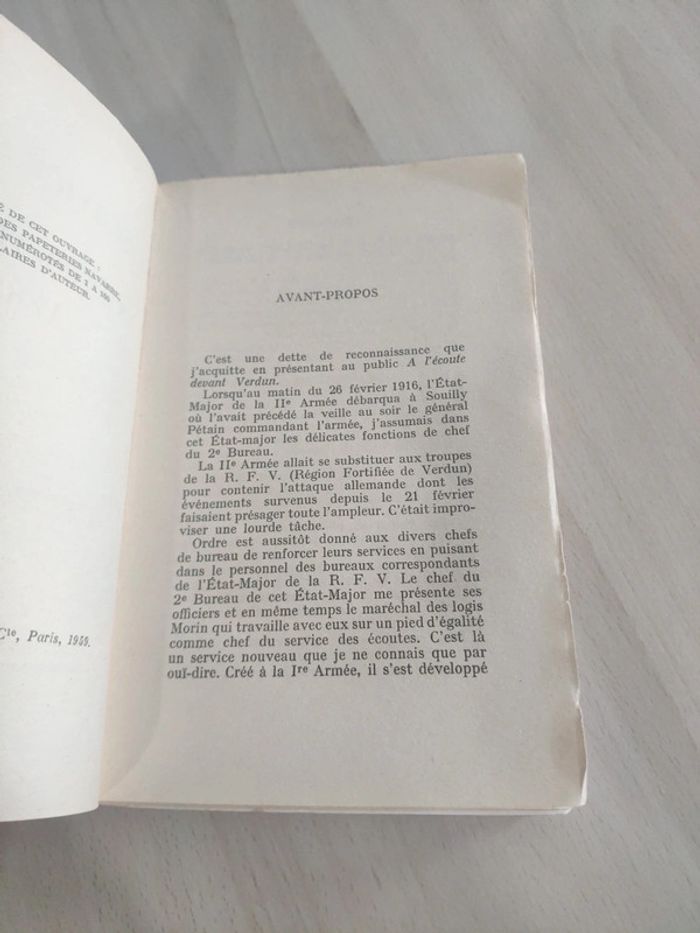 E DE CET OUVRAGE :
DES PAPETERIES NAVARRE,
NUMÉROTÉS DE 1 A 100
LAIRES D'AUTEUR.
Cie, Paris, 1959.
AVANT-PROPOS
C'est une dette de reconnaissance que
j'acquitte en présentant au public A l'écoute
devant Verdun.
Lorsqu'au matin du 26 février 1916, l'État-
Major de la IIe Armée débarqua à Souilly
où l'avait précédé la veille au soir le général
Pétain commandant l'armée, j'assumais dans
cet État-major les délicates fonctions de chef
du 2e Bureau.
La IIe Armée allait se substituer aux troupes
de la R. F. V. (Région Fortifiée de Verdun)
pour contenir l'attaque allemande dont les
événements survenus depuis le 21 février
faisaient présager toute l'ampleur. C'était impro-
viser une lourde tâche.
Ordre est aussitôt donné aux divers chefs
de bureau de renforcer leurs services en puisant
dans le personnel des bureaux correspondants
de l'État-Major de la R. F. V. Le chef du
2e Bureau de cet État-Major me présente ses
officiers et en même temps le maréchal des logis
Morin qui travaille avec eux sur un pied d'égalité
comme chef du service des écoutes. C'est là
un service nouveau que je ne connais que par
ouï-dire. Créé à la Ire Armée, il s'est développé